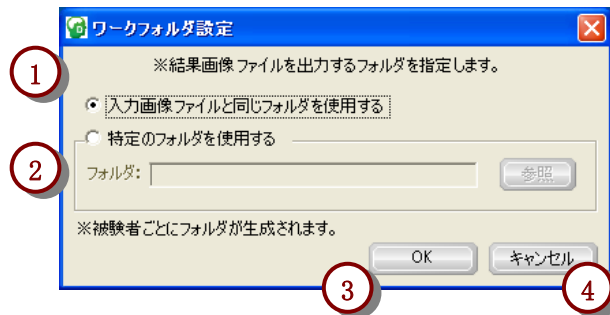 ワークフォルダ設定
1
※結果画像ファイルを出力するフォルダを指定します。
入力画像ファイルと同じフォルダを使用する
特定のフォルダを使用する
2
フォルダ:
参照
※被験者ごとにフォルダが生成されます。
OK
キャンセル
3
4